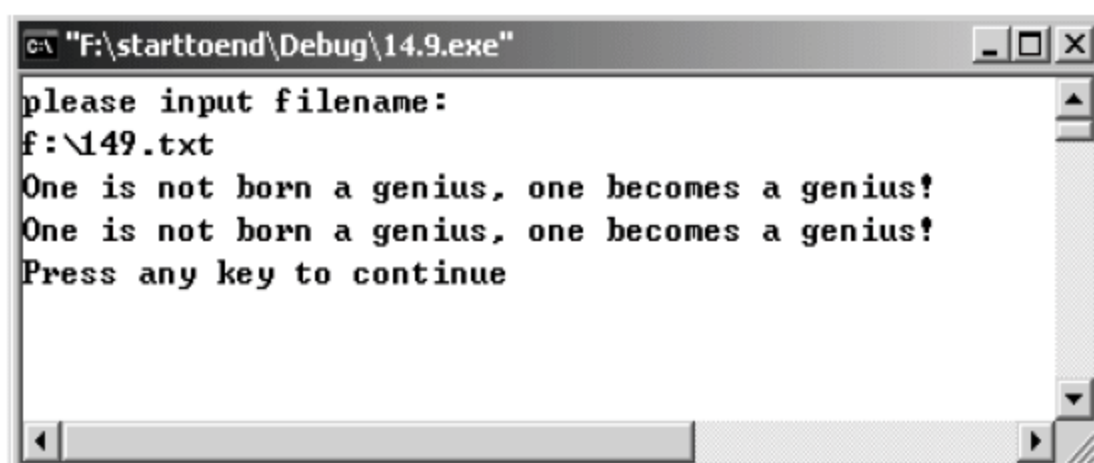 "F:\starttoend\Debug\14.9.exe"
please input filename:
f:\149.txt
One is not born a genius, one becomes a genius!
One is not born a genius, one becomes a genius!
Press any key to continue